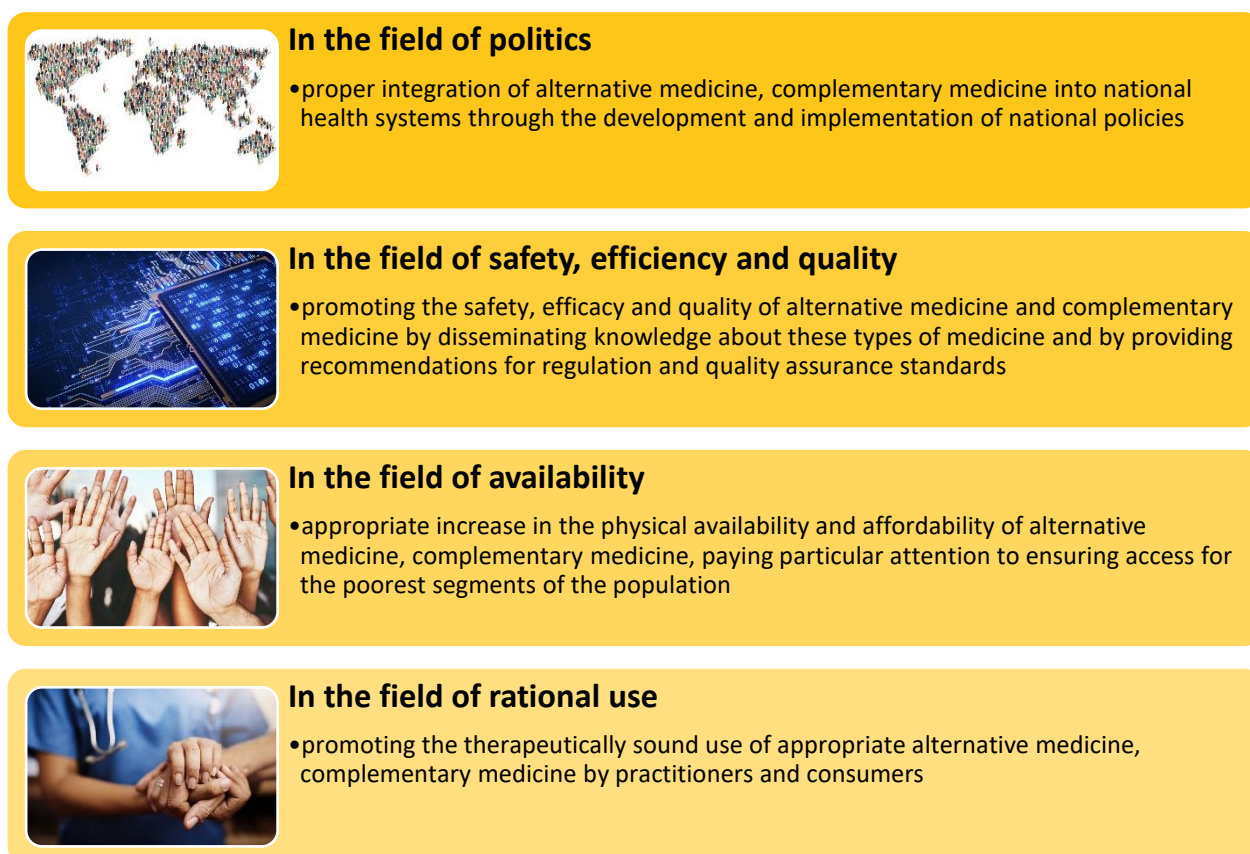 In the field of politics
•proper integration of alternative medicine, complementary medicine into national
health systems through the development and implementation of national policies
In the field of safety, efficiency and quality
•promoting the safety, efficacy and quality of alternative medicine and complementary
medicine by disseminating knowledge about these types of medicine and by providing
recommendations for regulation and quality assurance standards
In the field of availability
•appropriate increase in the physical availability and affordability of alternative
medicine, complementary medicine, paying particular attention to ensuring access for
the poorest segments of the population
In the field of rational use
•promoting the therapeutically sound use of appropriate alternative medicine,
complementary medicine by practitioners and consumers